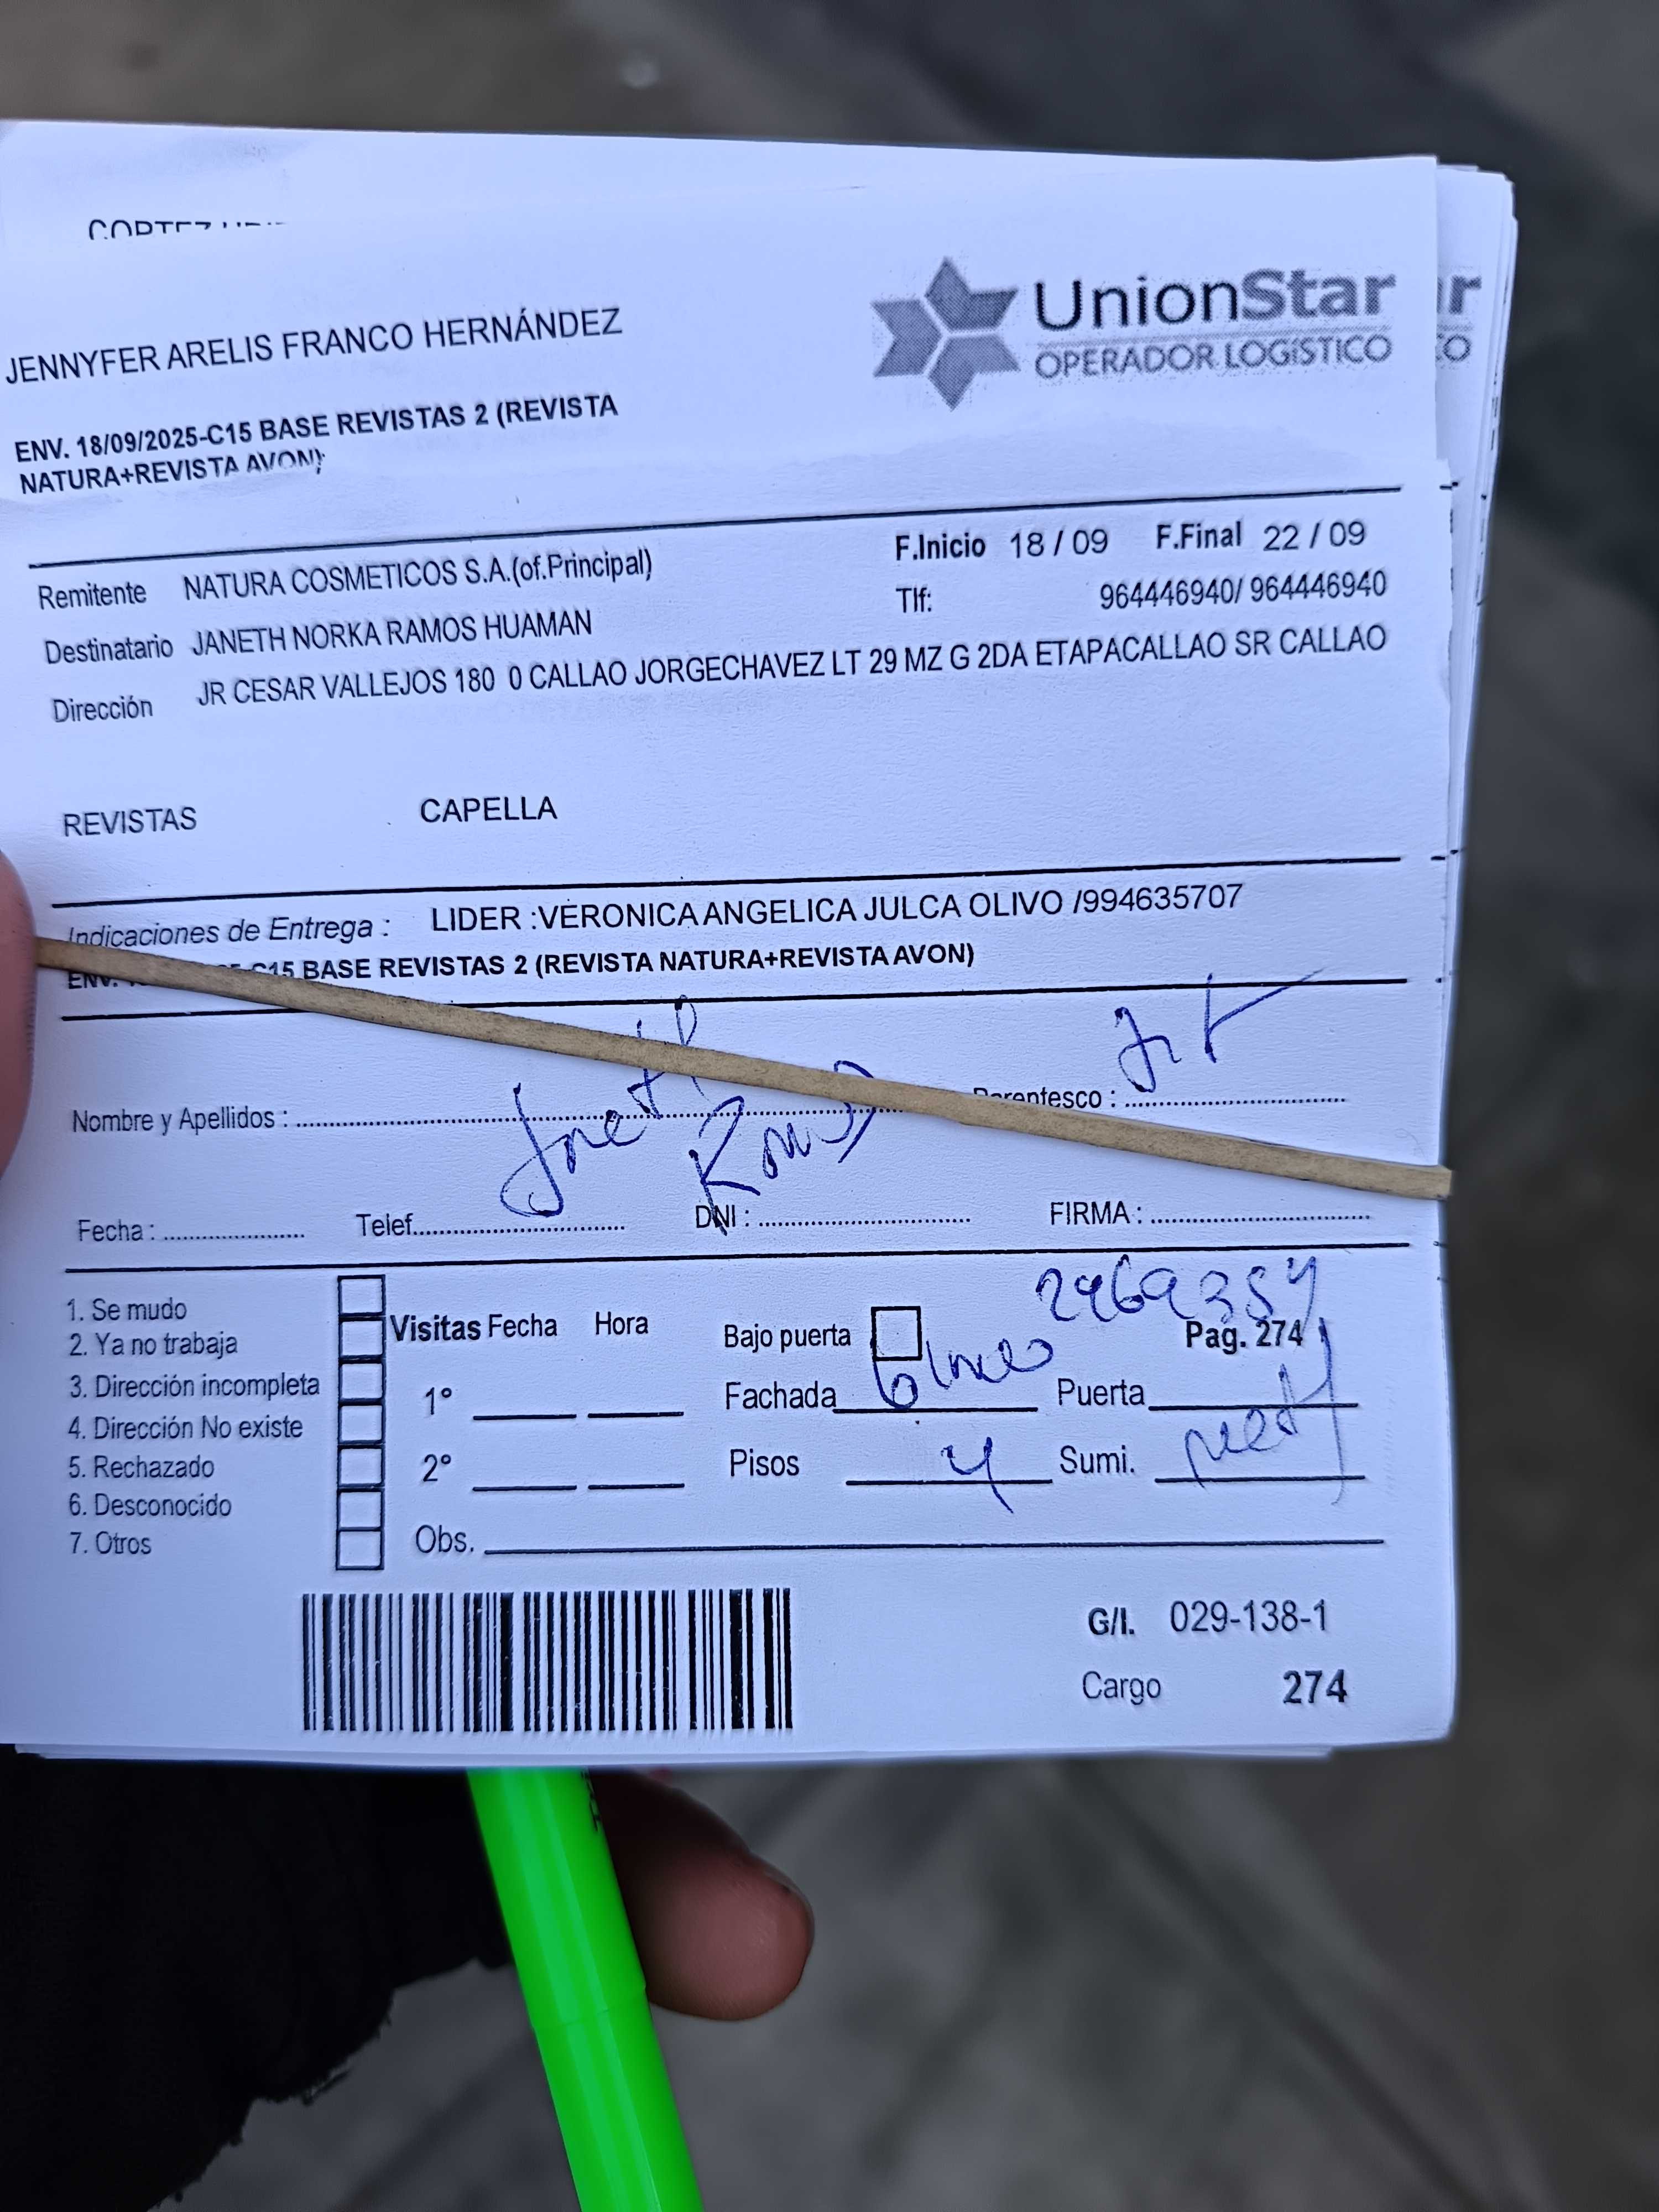 JENNYFER ARELIS FRANCO HERNÁNDEZ
UnionStar
OPERADOR LOGÍSTICO
ENV. 18/09/2025-C15 BASE REVISTAS 2 (REVISTA
NATURA+REVISTA AVON);
F.Inicio 18 / 09 F.Final 22 / 09
Remitente NATURA COSMETICOS S.A.(of.Principal)
Tlf: 964446940/ 964446940
Destinatario JANETH NORKA RAMOS HUAMAN
Dirección JR CESAR VALLEJOS 180 0 CALLAO JORGECHAVEZ LT 29 MZ G 2DA ETAPACALLAO SR CALLAO
REVISTAS CAPELLA
Indicaciones de Entrega : LIDER :VERONICA ANGELICA JULCA OLIVO /994635707
ENV. C15 BASE REVISTAS 2 (REVISTA NATURA+REVISTA AVON)
Nombre y Apellidos : Janeth Ramos Parentesco :
Fecha : Telef. DNI : FIRMA :
1. Se mudo
2. Ya no trabaja
3. Dirección incompleta
4. Dirección No existe
5. Rechazado
6. Desconocido
7. Otros
Visitas Fecha Hora
1°
2°
Obs.
Bajo puerta Pag. 274
Fachada Puerta
Pisos 4 Sumi.
G/I. 029-138-1
Cargo 274